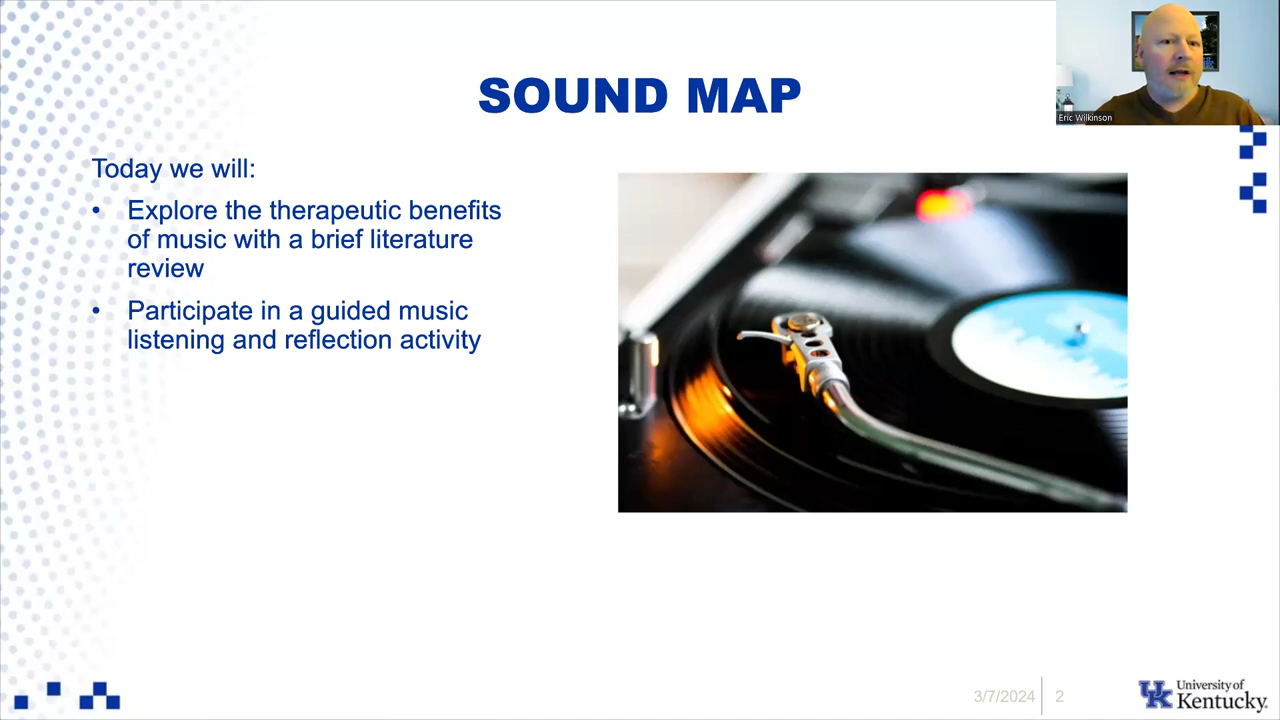 SOUND MAP
Eric Wilkinson
Today we will:
• Explore the therapeutic benefits
of music with a brief literature
review
• Participate in a guided music
listening and reflection activity
3/7/2024
2
UK
University of
Kentucky.